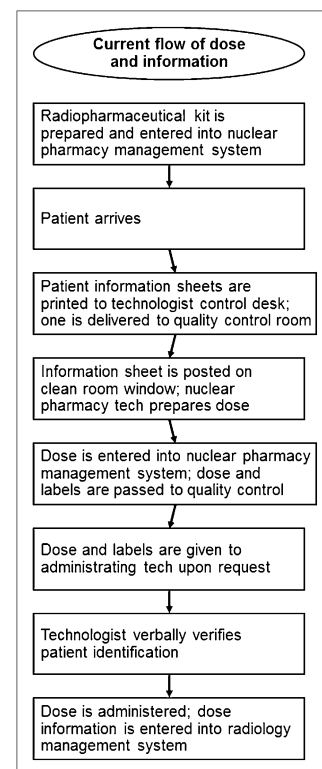 Current flow of dose
and information
Radiopharmaceutical kit is
prepared and entered into nuclear
pharmacy management system
Patient arrives
Patient information sheets are
printed to technologist control desk;
one is delivered to quality control room
Information sheet is posted on
clean room window; nuclear
pharmacy tech prepares dose
Dose is entered into nuclear pharmacy
management system; dose and
labels are passed to quality control
Dose and labels are given to
administrating tech upon request
Technologist verbally verifies
patient identification
Dose is administered; dose
information is entered into radiology
management system